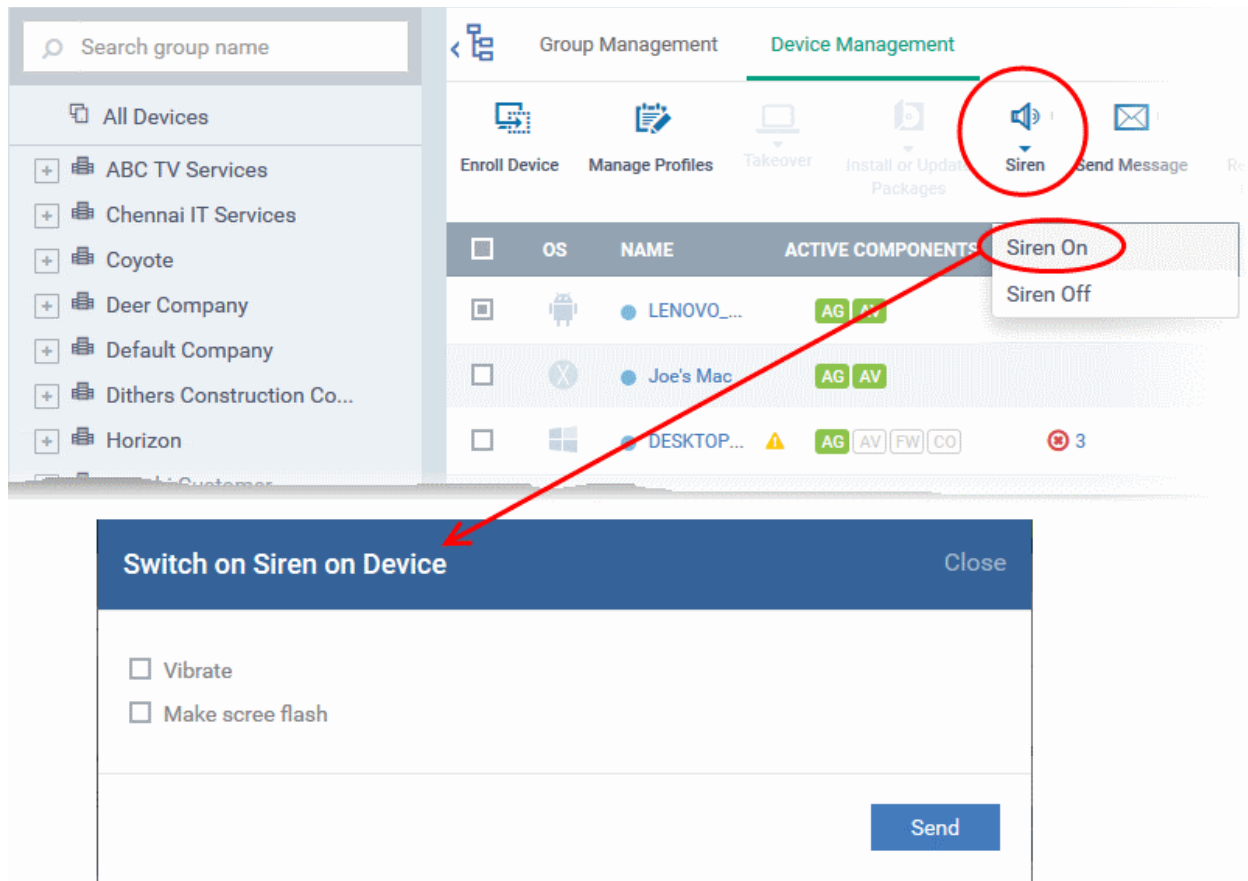 Search group name
Group Management Device Management
All Devices
Enroll Device Manage Profiles Takeover Install or Update Packages Siren Send Message
ABC TV Services
Chennai IT Services
Coyote
Deer Company
Default Company
Dithers Construction Co...
Horizon
OS NAME ACTIVE COMPONENTS
Siren On
Siren Off
LENOVO_... AG AV
Joe's Mac AG AV
DESKTOP... AG AV FW CO 3
Switch on Siren on Device Close
Vibrate
Make scree flash
Send